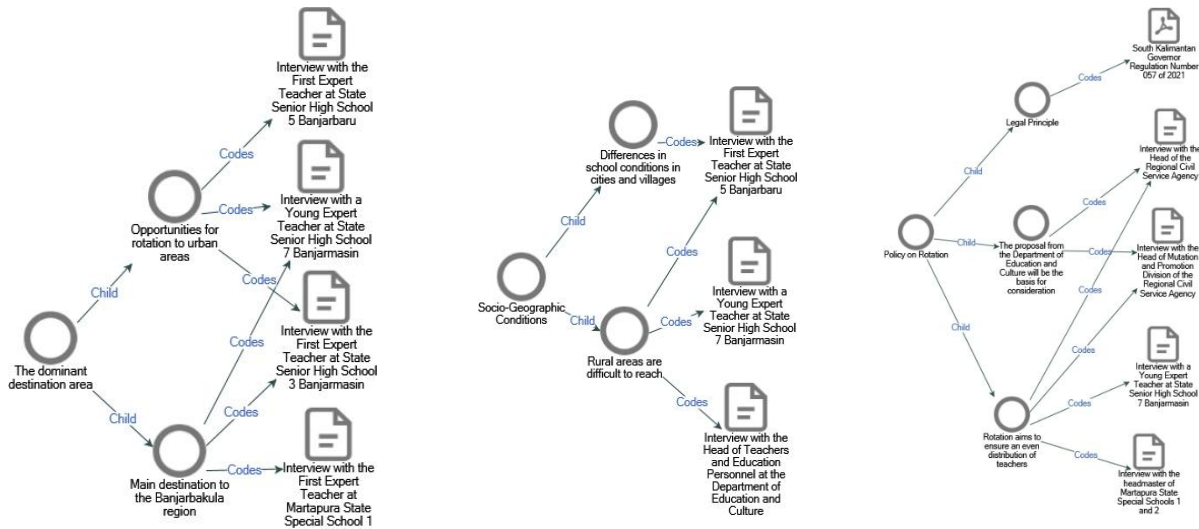 Interview with the
First Expert
Teacher at State
Senior High School
5 Banjarbaru
Codes
Codes
Interview with a
Young Expert
Teacher at State
Senior High School
7 Banjarmasin
Opportunities for
rotation to urban
areas
Codes
Child
Codes
Interview with the
First Expert
Teacher at State
Senior High School
3 Banjarmasin
The dominant
destination area
Child
Codes
Main destination to
the Banjarbakula
region
Codes
Interview with the
First Expert
Teacher at
Martapura State
Special School 1
Differences in
school conditions in
cities and villages
Codes
Interview with the
First Expert
Teacher at State
Senior High School
5 Banjarbaru
Child
Codes
Socio-Geographic
Conditions
Child
Codes
Interview with a
Young Expert
Teacher at State
Senior High School
7 Banjarmasin
Rural areas are
difficult to reach
Codes
Interview with the
Head of Teachers
and Education
Personnel at the
Department of
Education and
Culture
South Kalimantan
Governor
Regulation Number
057 of 2021
Codes
Legal Principle
Child
Interview with the
Head of the
Regional Civil
Service Agency
Codes
Policy on Rotation
Child
The proposal from
the Department of
Education and
Culture will be the
basis for
consideration
Codes
Interview with the
Head of Mutation
and Promotion
Division of the
Regional Civil
Service Agency
Codes
Child
Codes
Interview with a
Young Expert
Teacher at State
Senior High School
7 Banjarmasin
Codes
Rotation aims to
ensure an even
distribution of
teachers
Codes
Interview with the
headmaster of
Martapura State
Special Schools 1
and 2